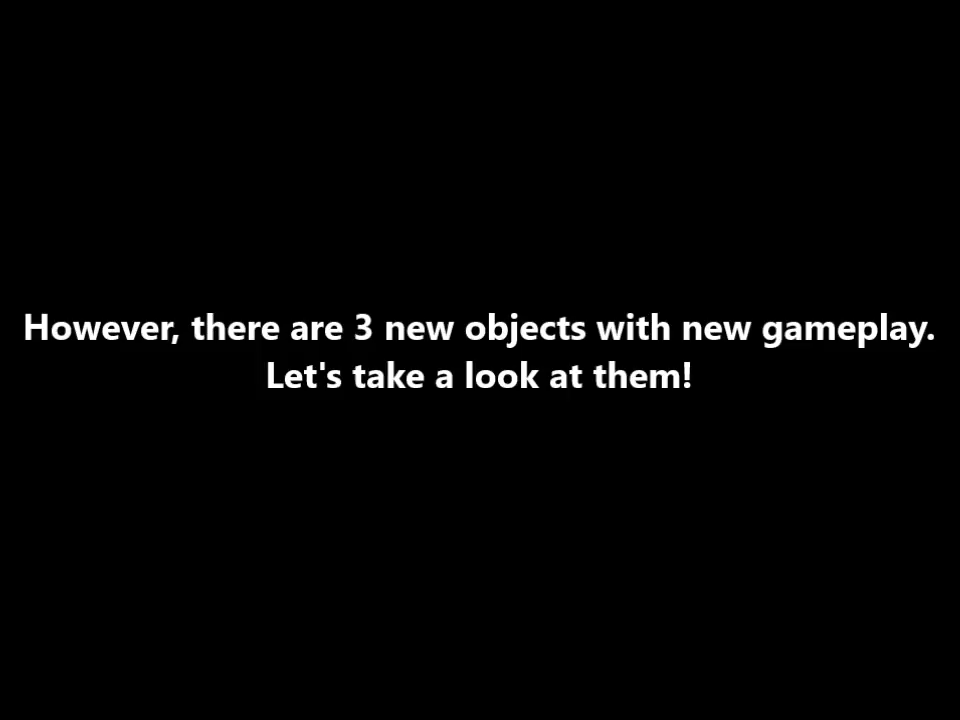 However, there are 3 new objects with new gameplay.
Let's take a look at them!